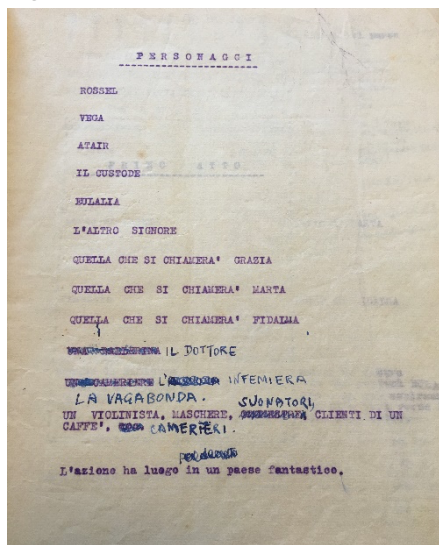 PERSONAGGI
ROSSEL
VEGA
ATAIR
IL CUSTODE
EULALIA
L'ALTRO SIGNORE
QUELLA CHE SI CHIAMERA' GRAZIA
QUELLA CHE SI CHIAMERA' MARTA
QUELLA CHE SI CHIAMERA' FIDALMA
IL DOTTORE
L' INFEMIERA
LA VAGABONDA. SUONATORI,
UN VIOLINISTA, MASCHERE, CLIENTI DI UN
CAFFE', CAMERIERI.
L'azione ha luogo in un paese fantastico.